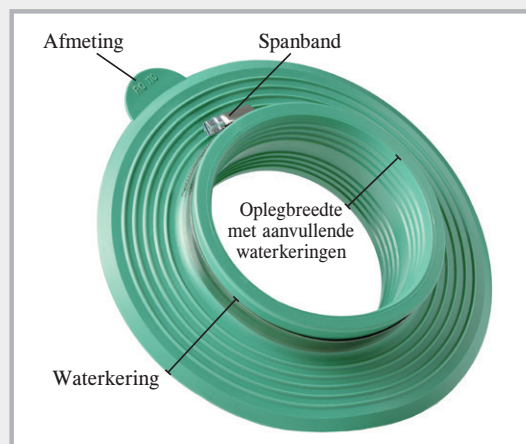 Afmeting
Spanband
Oplegbreedte
met aanvullende
waterkeringen
Waterkering